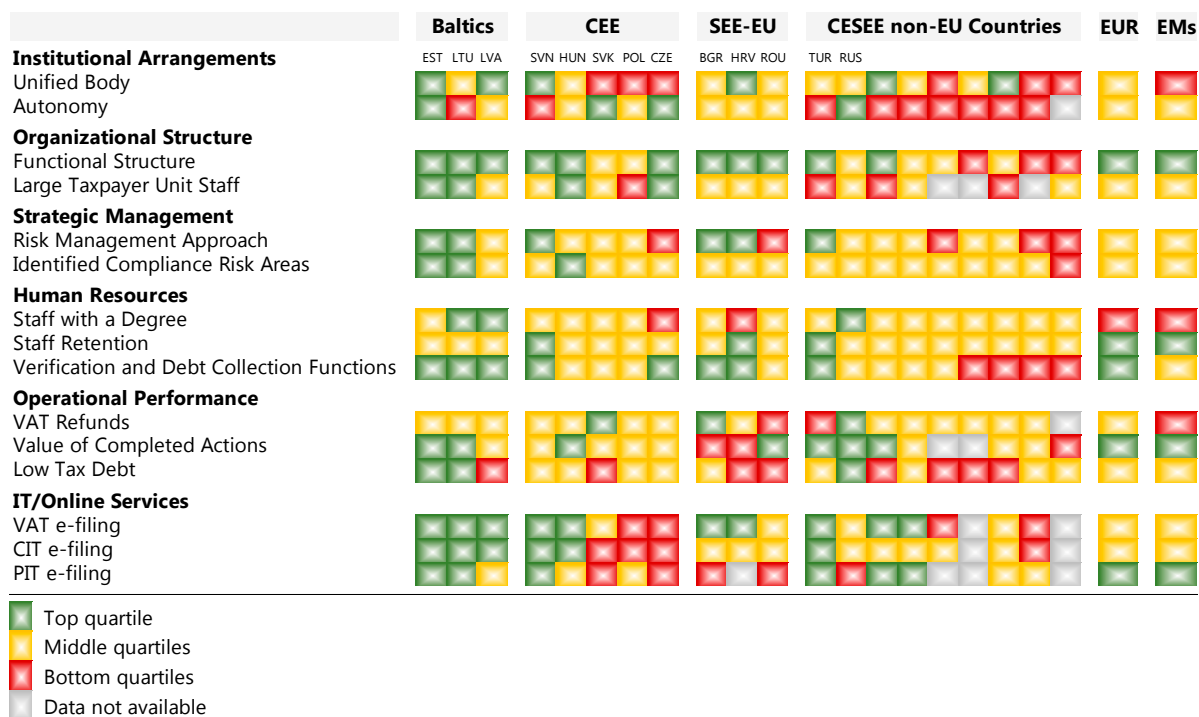 Baltics CEE SEE-EU CESEE non-EU Countries EUR EMs
Institutional Arrangements EST LTU LVA SVN HUN SVK POL CZE BGR HRV ROU TUR RUS
Unified Body
Autonomy
Organizational Structure
Functional Structure
Large Taxpayer Unit Staff
Strategic Management
Risk Management Approach
Identified Compliance Risk Areas
Human Resources
Staff with a Degree
Staff Retention
Verification and Debt Collection Functions
Operational Performance
VAT Refunds
Value of Completed Actions
Low Tax Debt
IT/Online Services
VAT e-filing
CIT e-filing
PIT e-filing
Top quartile
Middle quartiles
Bottom quartiles
Data not available